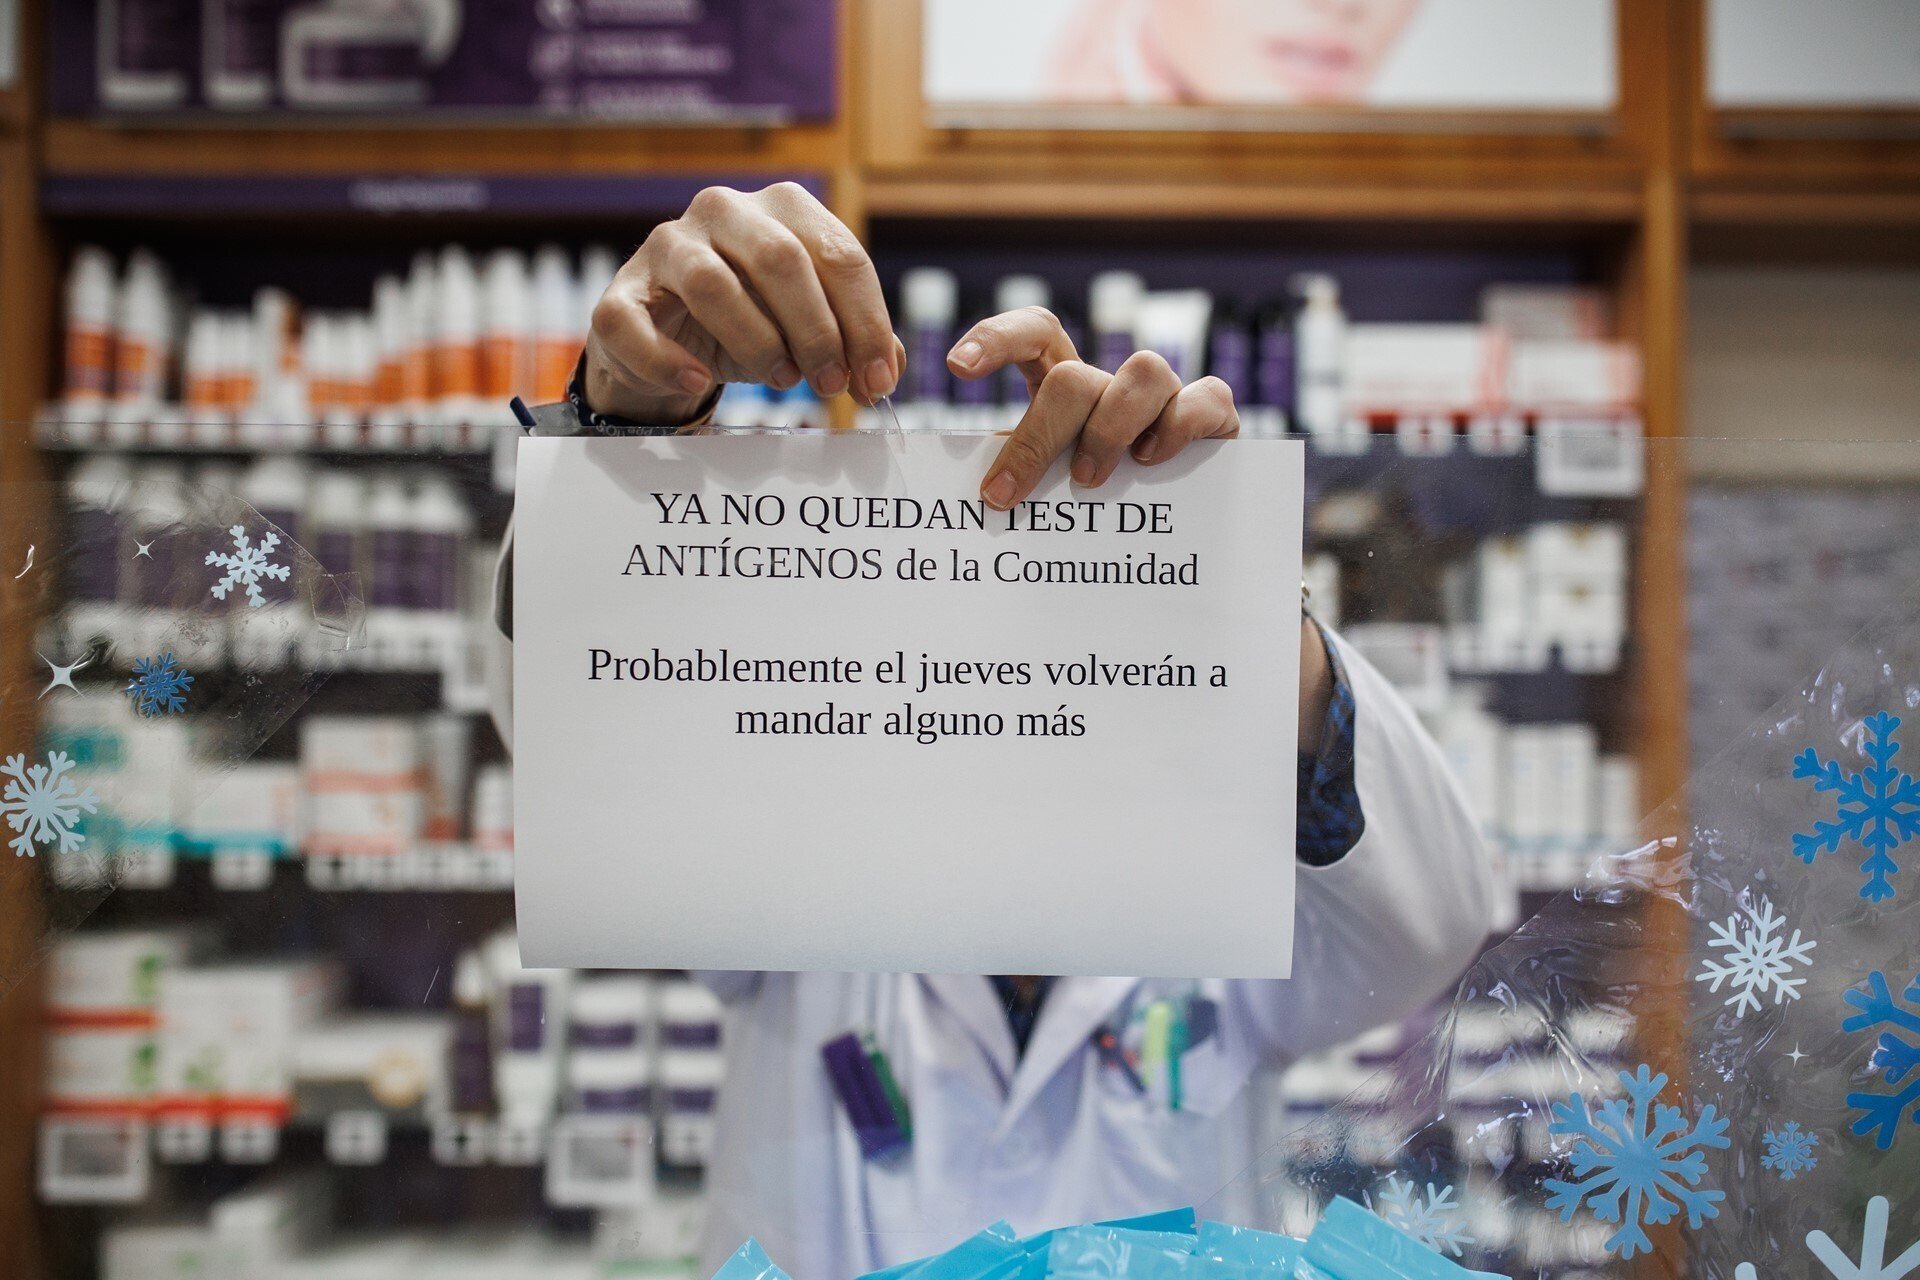 YA NO QUEDAN TEST DE
ANTÍGENOS de la Comunidad
Probablemente el jueves volverán a
mandar alguno más